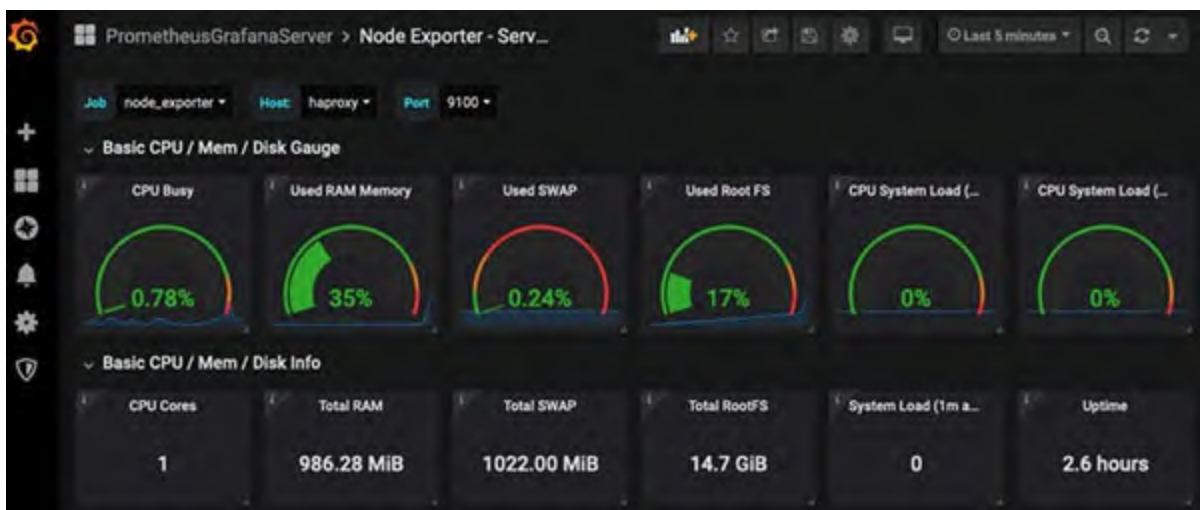 PrometheusGrafanaServer > Node Exporter - Serv...
Last 5 minutes
Job node_exporter Host: haproxy Port 9100
Basic CPU / Mem / Disk Gauge
CPU Busy Used RAM Memory Used SWAP Used Root FS CPU System Load (... CPU System Load (...
0.78% 35% 0.24% 17% 0% 0%
Basic CPU / Mem / Disk Info
CPU Cores Total RAM Total SWAP Total RootFS System Load (1m a... Uptime
1 986.28 MiB 1022.00 MiB 14.7 GiB 0 2.6 hours